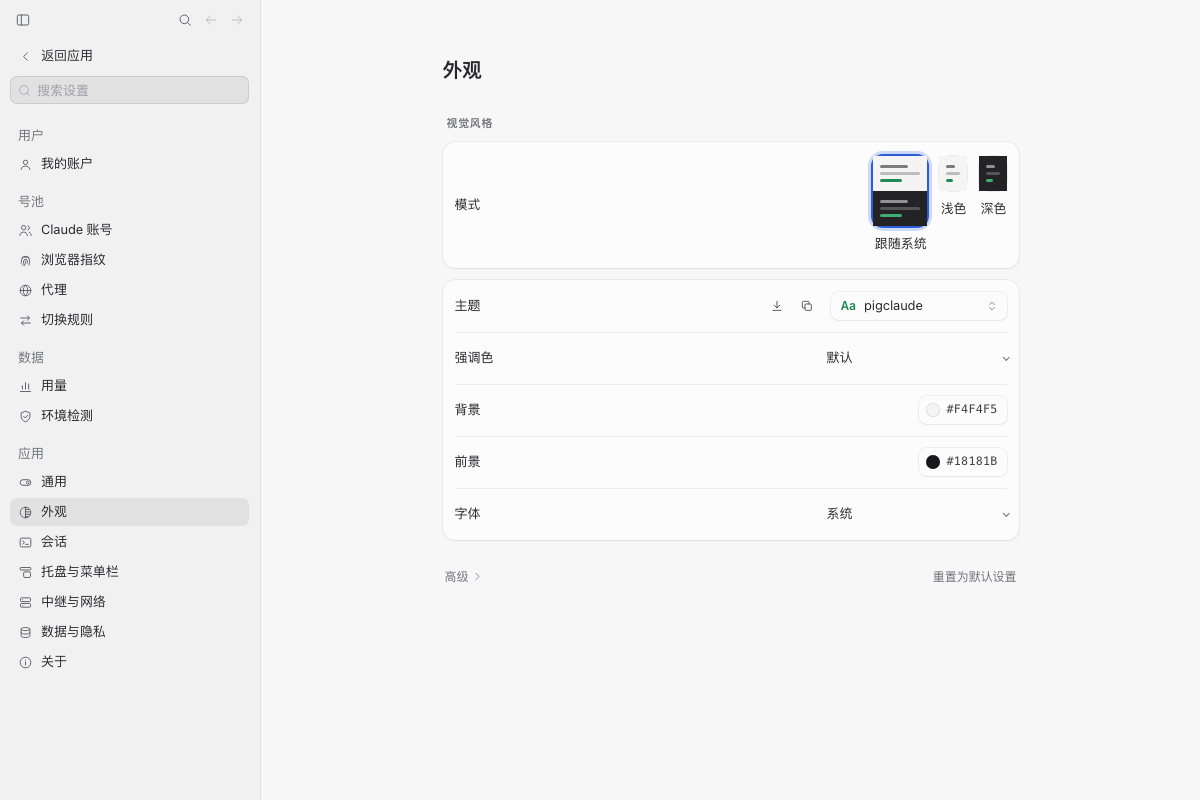 返回应用
搜索设置
用户
我的账户
号池
Claude 账号
浏览器指纹
代理
切换规则
数据
用量
环境检测
应用
通用
外观
会话
托盘与菜单栏
中继与网络
数据与隐私
关于
外观
视觉风格
模式
跟随系统
浅色
深色
主题
Aa pigclaude
强调色
默认
背景
#F4F4F5
前景
#18181B
字体
系统
高级
重置为默认设置